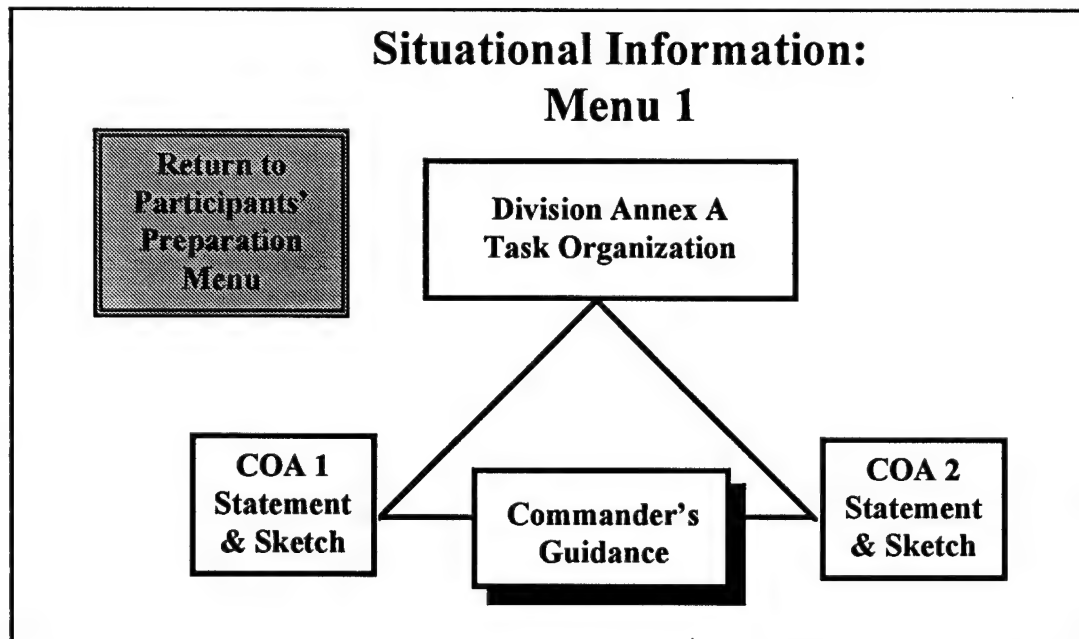 Situational Information:
Menu 1
Return to
Participants'
Preparation
Menu
Division Annex A
Task Organization
COA 1
Statement
& Sketch
Commander's
Guidance
COA 2
Statement
& Sketch